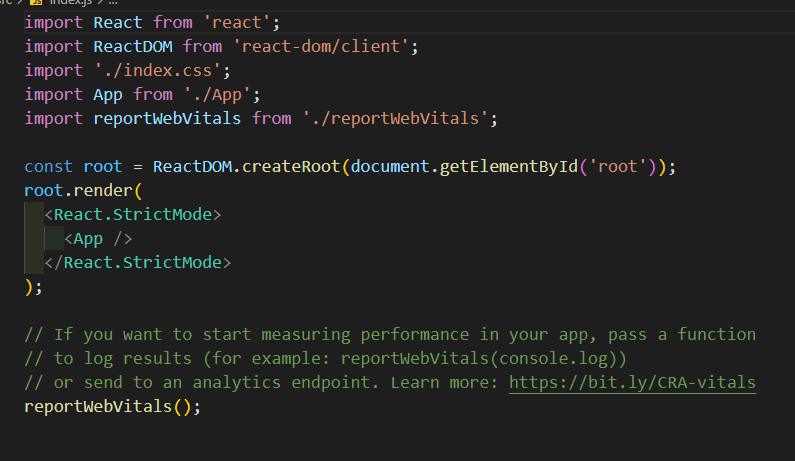 src > JS index.js > ...
import React from 'react';
import ReactDOM from 'react-dom/client';
import './index.css';
import App from './App';
import reportWebVitals from './reportWebVitals';
const root = ReactDOM.createRoot(document.getElementById('root'));
root.render(
  <React.StrictMode>
    <App />
  </React.StrictMode>
);
// If you want to start measuring performance in your app, pass a function
// to log results (for example: reportWebVitals(console.log))
// or send to an analytics endpoint. Learn more: https://bit.ly/CRA-vitals
reportWebVitals();